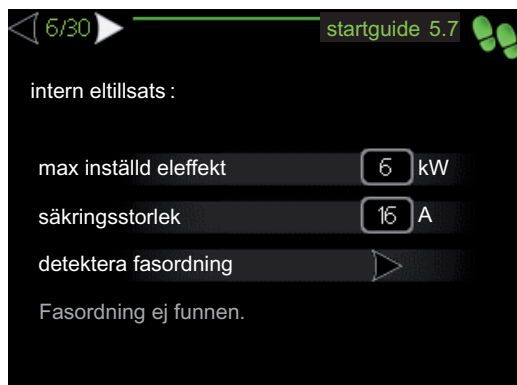 6/30
startguide 5.7
intern eltillsats :
max inställd eleffekt 6 kW
säkringsstorlek 16 A
detektera fasordning
Fasordning ej funnen.